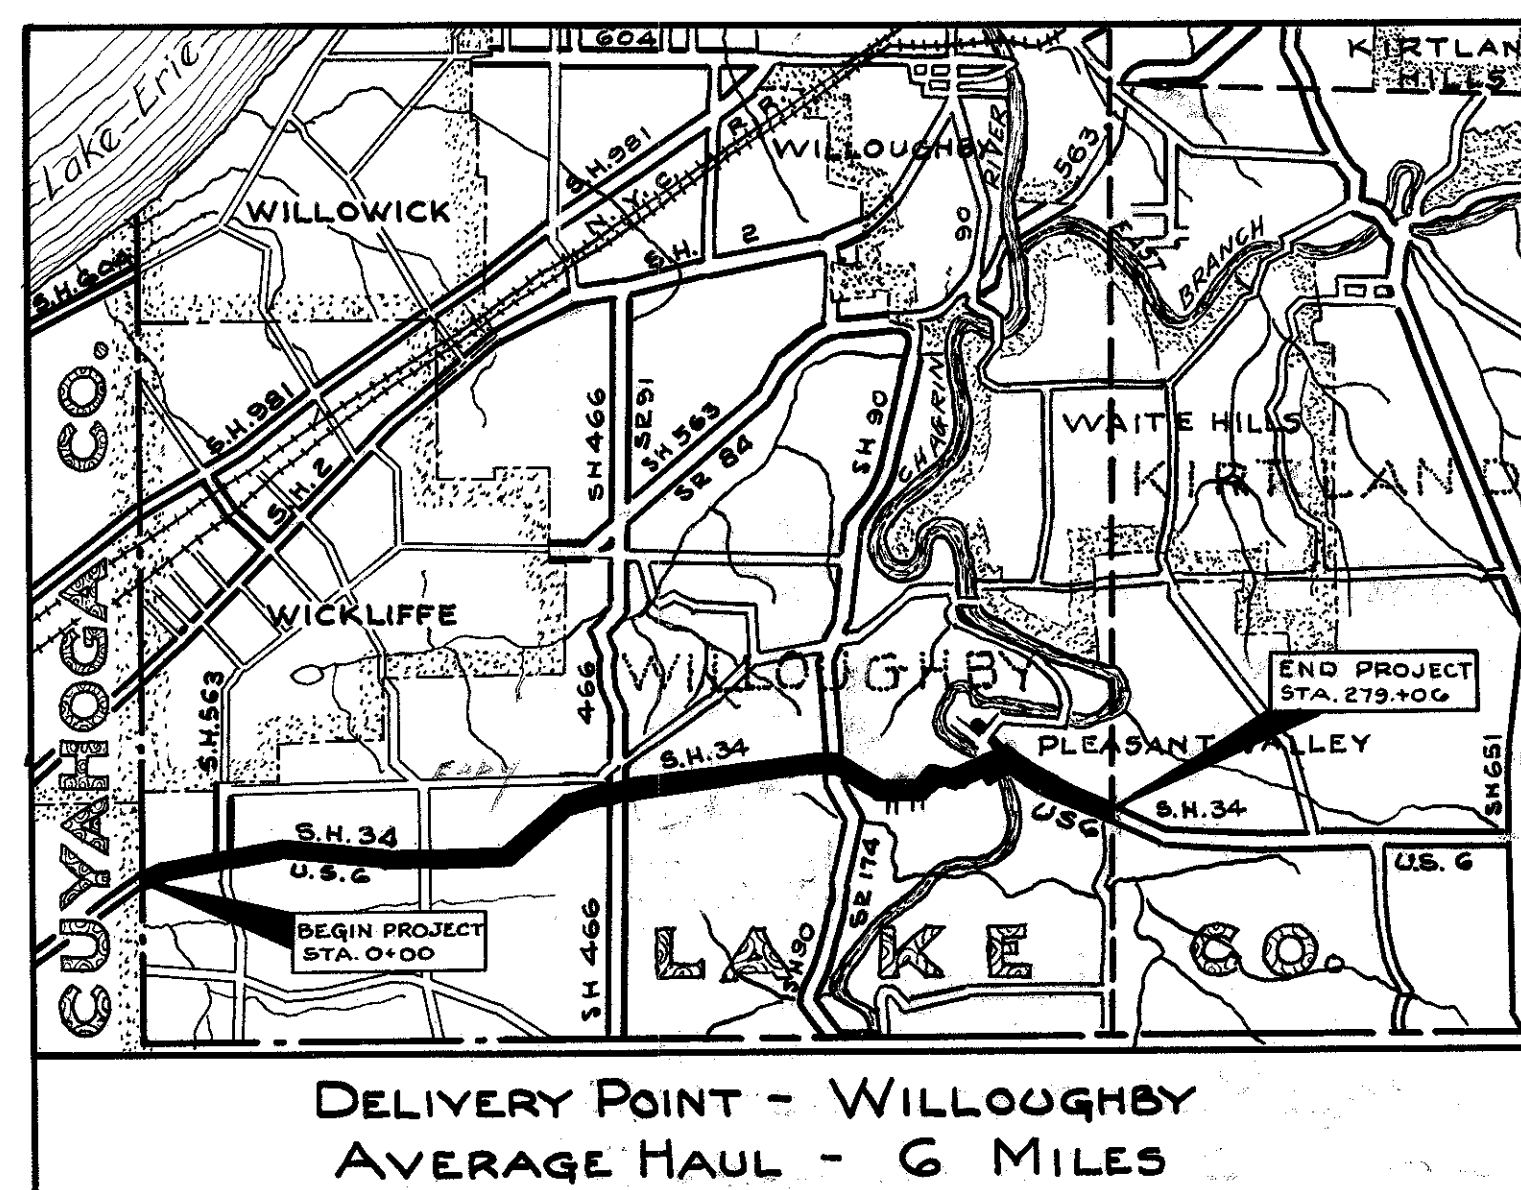 604
KIRTLAN
HILLS
Lake Erie
S.H. 981
N.Y.C. R.R.
WILLOUGHBY
RIVER
563
WILLOWICK
S.H. 2
90
EAST
BRANCH
S.H. 604
CUYAHOGA CO.
S.H. 981
S.H. 2
SH 466
SR 91
SH 563
SR 84
SH 90
CHAGRIN
WAITE HILLS
KIRTLAND
WICKLIFFE
466
WILLOUGHBY
S.H. 563
END PROJECT
STA. 279.+06
S.H. 34
PLEASANT VALLEY
SH 651
US 6
S.H. 34
S.H. 34
U.S. 6
U.S. 6
BEGIN PROJECT
STA. 0+00
SH 466
SH 90
SR 174
LAKE CO.
DELIVERY POINT - WILLOUGHBY
AVERAGE HAUL - 6 MILES